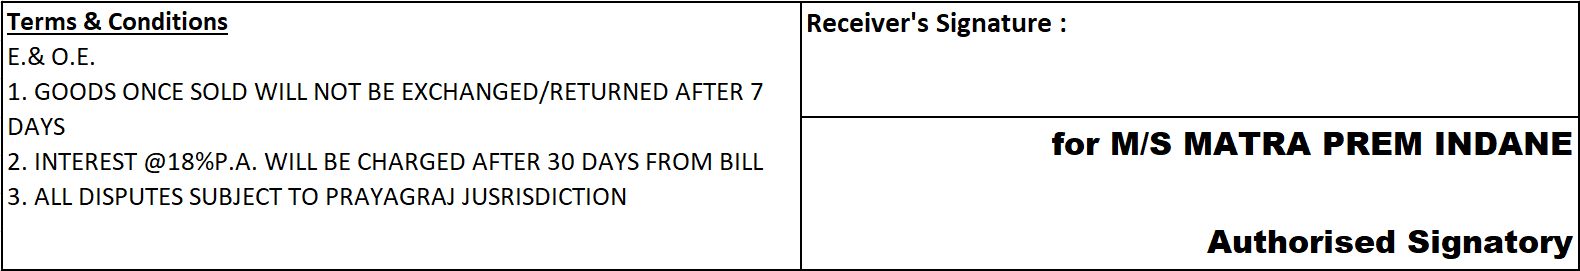 Terms & Conditions
E.& O.E.
1. GOODS ONCE SOLD WILL NOT BE EXCHANGED/RETURNED AFTER 7
DAYS
2. INTEREST @18%P.A. WILL BE CHARGED AFTER 30 DAYS FROM BILL
3. ALL DISPUTES SUBJECT TO PRAYAGRAJ JUSRISDICTION
Receiver's Signature :
for M/S MATRA PREM INDANE
Authorised Signatory